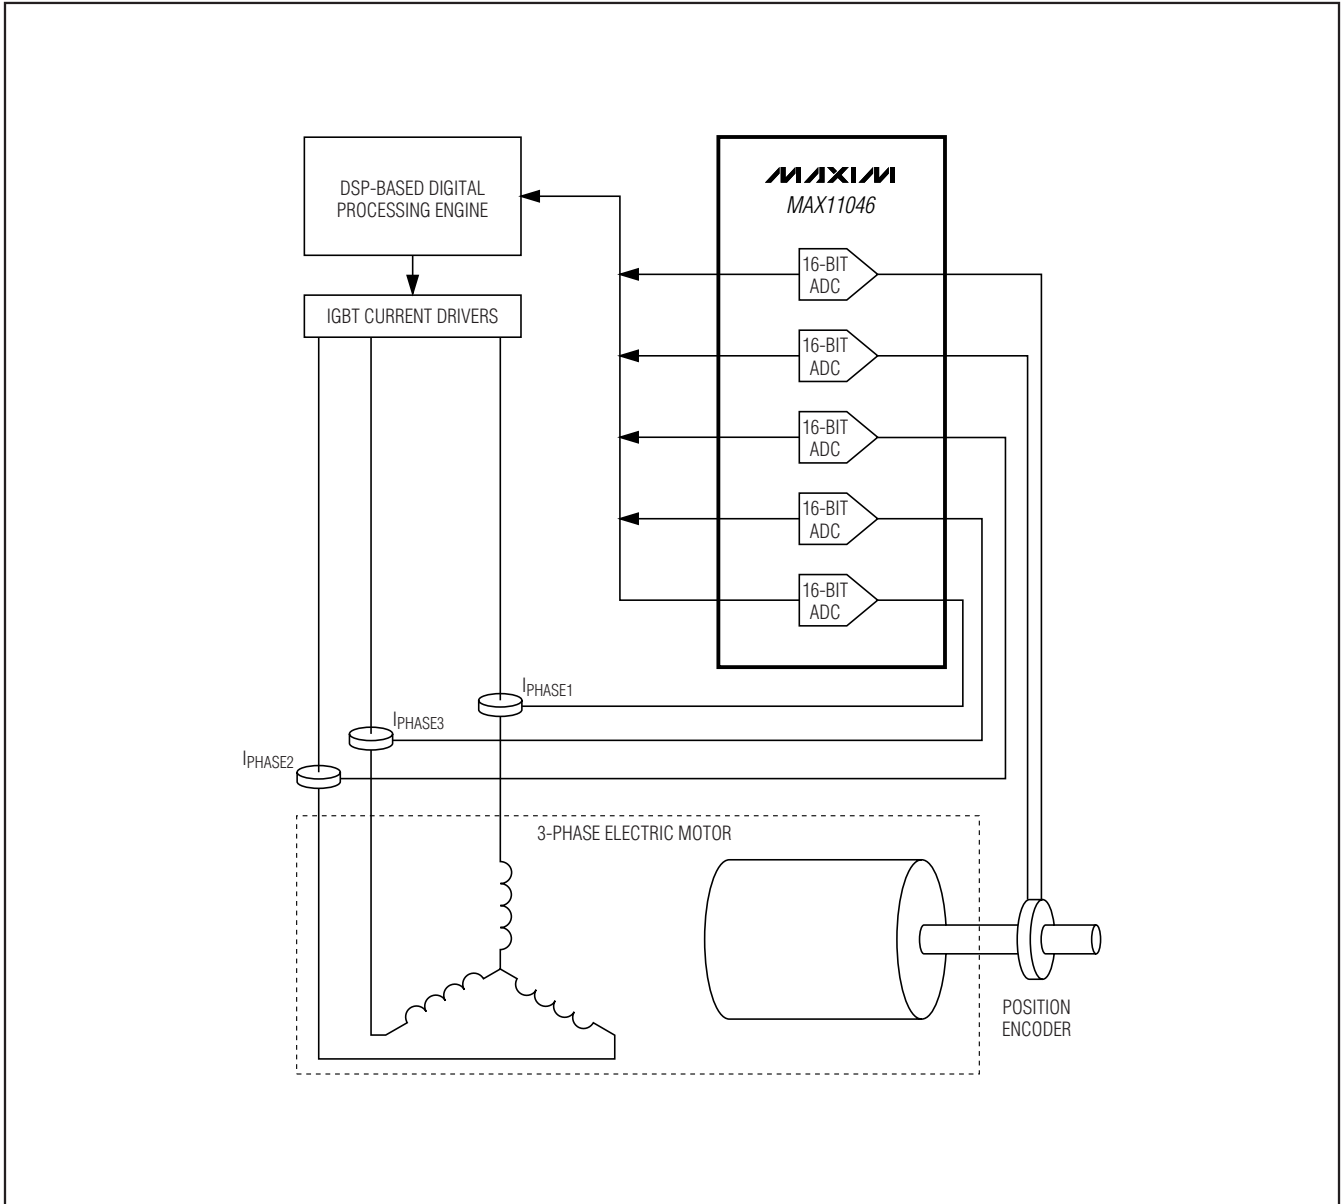 DSP-BASED DIGITAL
PROCESSING ENGINE
IGBT CURRENT DRIVERS
MAXIM
MAX11046
16-BIT
ADC
16-BIT
ADC
16-BIT
ADC
16-BIT
ADC
16-BIT
ADC
IPHASE1
IPHASE3
IPHASE2
3-PHASE ELECTRIC MOTOR
POSITION
ENCODER